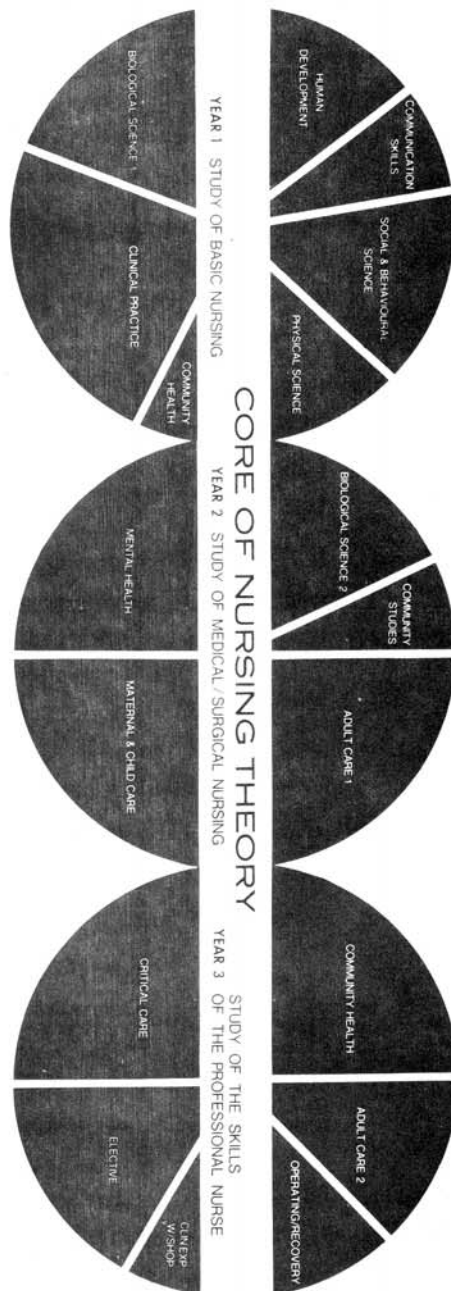 HUMAN
DEVELOPMENT
COMMUNICATION
SKILLS
SOCIAL & BEHAVIOURAL
SCIENCE
PHYSICAL SCIENCE
BIOLOGICAL SCIENCE 2
COMMUNITY
STUDIES
ADULT CARE 1
COMMUNITY HEALTH
ADULT CARE 2
OPERATING/RECOVERY
CORE OF NURSING THEORY
YEAR 1 STUDY OF BASIC NURSING
YEAR 2 STUDY OF MEDICAL/SURGICAL NURSING
YEAR 3 STUDY OF THE SKILLS
OF THE PROFESSIONAL NURSE
BIOLOGICAL SCIENCE 1
CLINICAL PRACTICE
COMMUNITY
HEALTH
MENTAL HEALTH
MATERNAL & CHILD CARE
CRITICAL CARE
ELECTIVE
CLIN EXP
W/SHOP